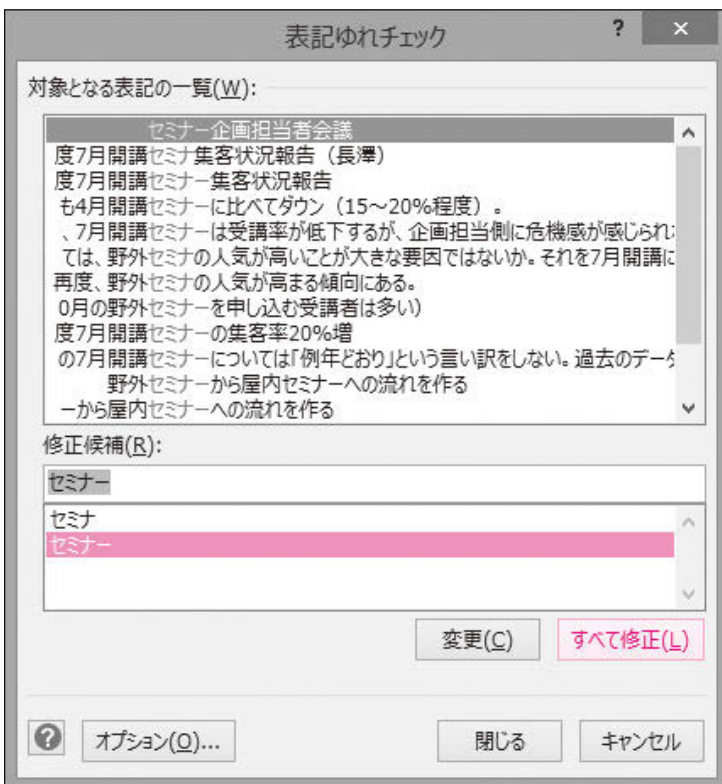 表記ゆれチェック
? ×
対象となる表記の一覧(W):
セミナー企画担当者会議
度7月開講セミナ集客状況報告（長澤）
度7月開講セミナー集客状況報告
も4月開講セミナーに比べてダウン（15～20%程度）。
、7月開講セミナーは受講率が低下するが、企画担当側に危機感が感じられ
ては、野外セミナの人気が高いことが大きな要因ではないか。それを7月開講に
再度、野外セミナの人気が高まる傾向にある。
0月の野外セミナーを申し込む受講者は多い)
度7月開講セミナーの集客率20%増
の7月開講セミナーについては「例年どおり」という言い訳をしない。過去のデータ
野外セミナーから屋内セミナーへの流れを作る
ーから屋内セミナーへの流れを作る
修正候補(R):
セミナー
セミナ
セミナー
変更(C) すべて修正(L)
? オプション(O)... 閉じる キャンセル